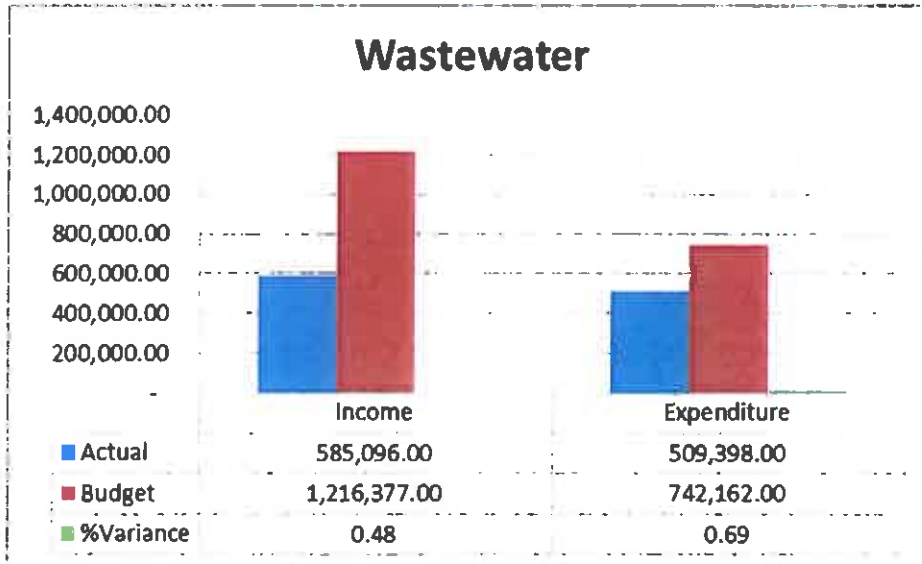 Wastewater
1,400,000.00
1,200,000.00
1,000,000.00
800,000.00
600,000.00
400,000.00
200,000.00
-
Income Expenditure
Actual 585,096.00 509,398.00
Budget 1,216,377.00 742,162.00
%Variance 0.48 0.69